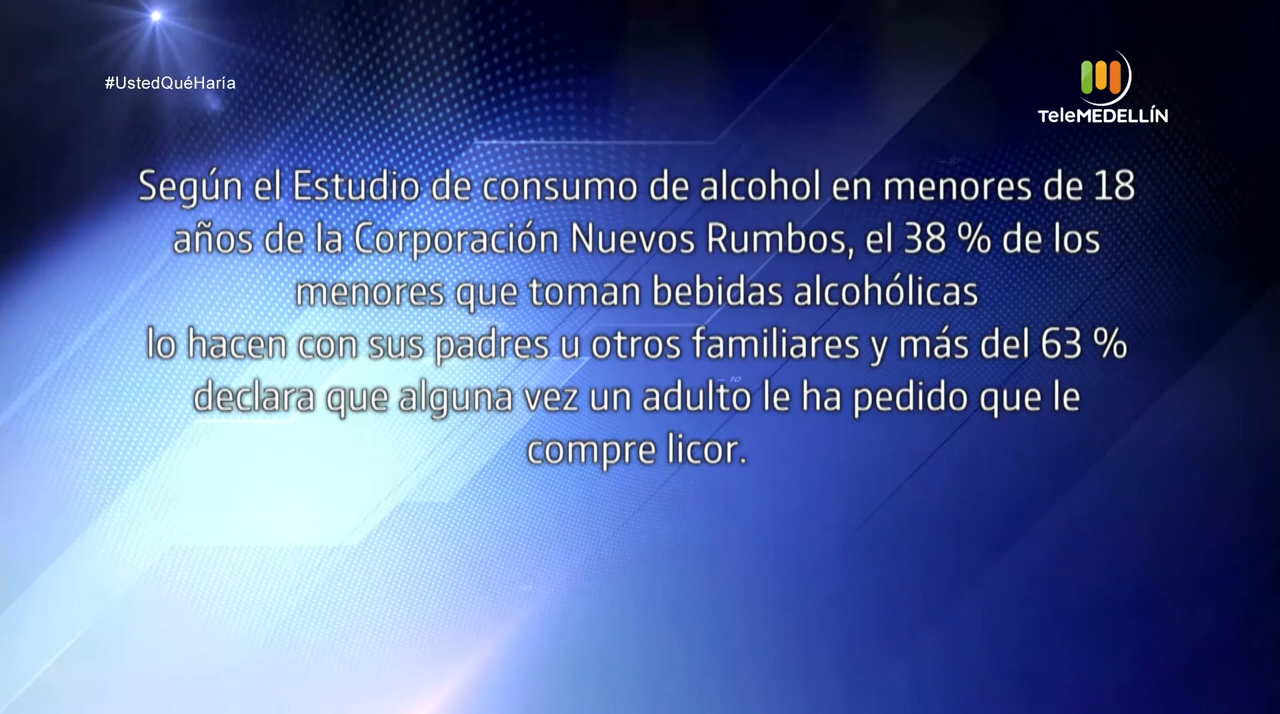 #UstedQuéHaría
TeleMEDELLÍN
Según el Estudio de consumo de alcohol en menores de 18
años de la Corporación Nuevos Rumbos, el 38 % de los
menores que toman bebidas alcohólicas
lo hacen con sus padres u otros familiares y más del 63 %
declara que alguna vez un adulto le ha pedido que le
compre licor.